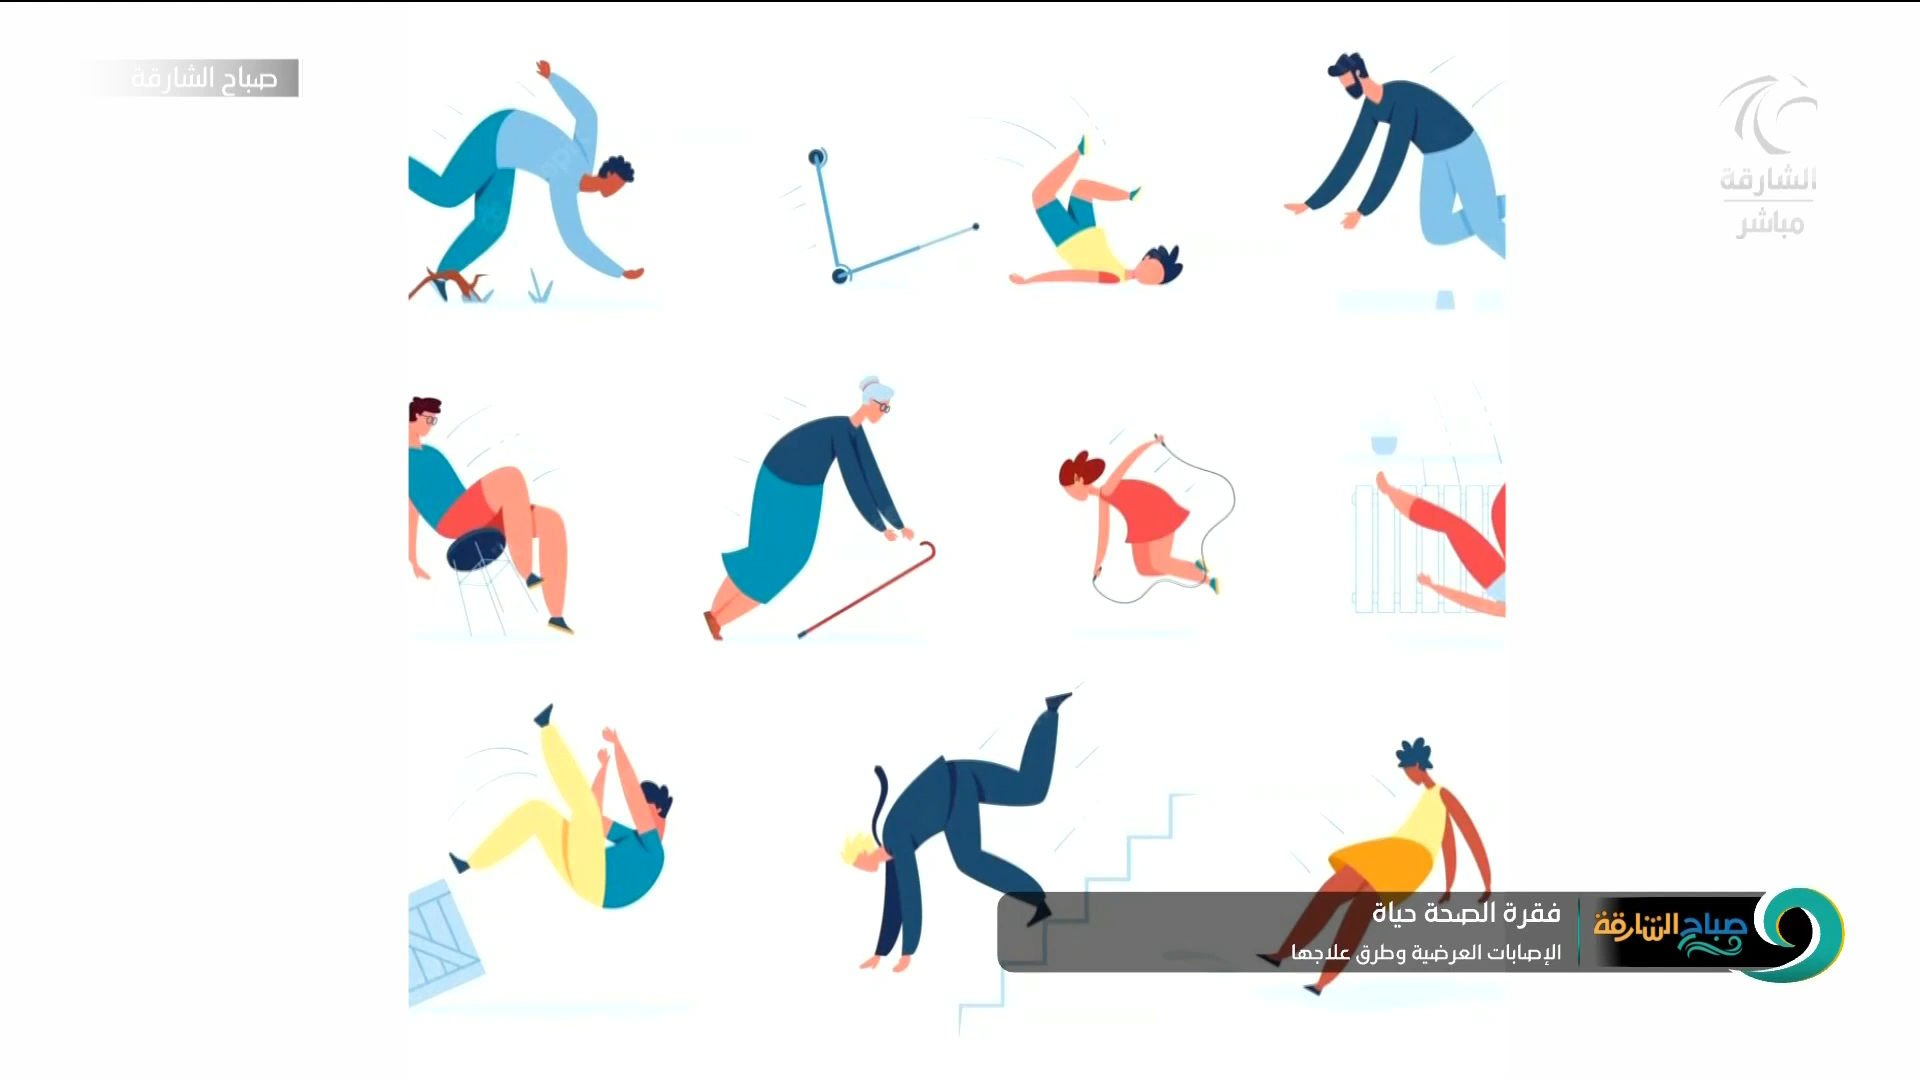 صباح الشارقة
الشارقة
مباشر
فقرة الصحة حياة
الإصابات العرضية وطرق علاجها
صباح الشارقة